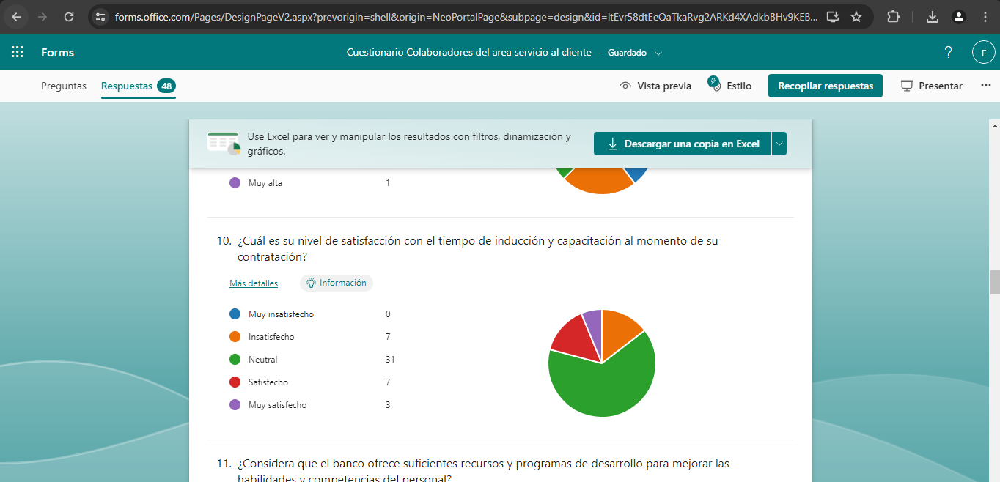 forms.office.com/Pages/DesignPageV2.aspx?prevorigin=shell&origin=NeoPortalPage&subpage=design&id=ItEvr58dtEeQaTkaRvg2ARKd4XAdkbBHv9KEB...
Forms
Cuestionario Colaboradores del area servicio al cliente - Guardado
?
F
Preguntas
Respuestas 48
Vista previa
Estilo
Recopilar respuestas
Presentar
Use Excel para ver y manipular los resultados con filtros, dinamización y
gráficos.
Descargar una copia en Excel
Muy alta 1
10. ¿Cuál es su nivel de satisfacción con el tiempo de inducción y capacitación al momento de su
contratación?
Más detalles
Información
Muy insatisfecho 0
Insatisfecho 7
Neutral 31
Satisfecho 7
Muy satisfecho 3
11. ¿Considera que el banco ofrece suficientes recursos y programas de desarrollo para mejorar las
habilidades y competencias del personal?